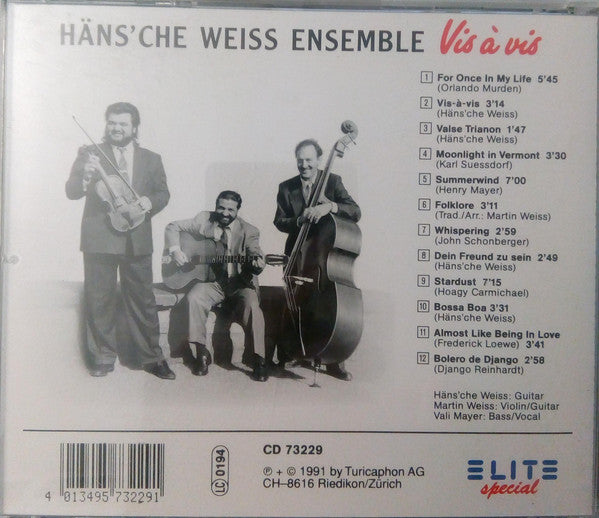 HÄNS'CHE WEISS ENSEMBLE Vis à vis
1 For Once In My Life 5'45
(Orlando Murden)
2 Vis-à-vis 3'14
(Häns'che Weiss)
3 Valse Trianon 1'47
(Häns'che Weiss)
4 Moonlight in Vermont 3'30
(Karl Suessdorf)
5 Summerwind 7'00
(Henry Mayer)
6 Folklore 3'11
(Trad./Arr.: Martin Weiss)
7 Whispering 2'59
(John Schonberger)
8 Dein Freund zu sein 2'49
(Häns'che Weiss)
9 Stardust 7'15
(Hoagy Carmichael)
10 Bossa Boa 3'31
(Häns'che Weiss)
11 Almost Like Being In Love
(Frederick Loewe) 3'41
12 Bolero de Django 2'58
(Django Reinhardt)
Häns'che Weiss: Guitar
Martin Weiss: Violin/Guitar
Vali Mayer: Bass/Vocal
4 013495 732291
LC 0194
CD 73229
℗ + © 1991 by Turicaphon AG
CH–8616 Riedikon/Zürich
ELITE
special